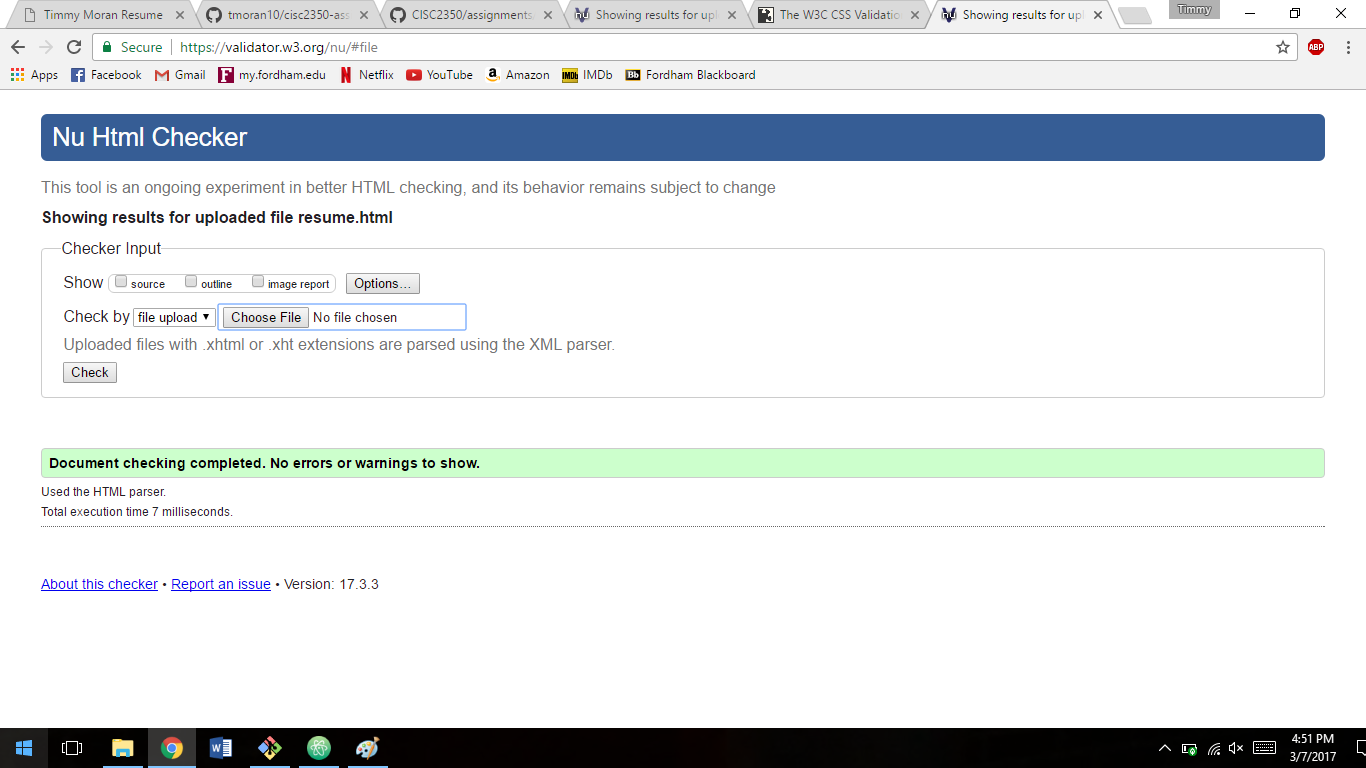 Timmy Moran Resume
tmoran10/cisc2350-ass
CISC2350/assignments
Showing results for upl
The W3C CSS Validatio
Showing results for upl
Timmy
Secure
https://validator.w3.org/nu/#file
ABP
Apps
Facebook
Gmail
my.fordham.edu
Netflix
YouTube
Amazon
IMDb
Fordham Blackboard
Nu Html Checker
This tool is an ongoing experiment in better HTML checking, and its behavior remains subject to change
Showing results for uploaded file resume.html
Checker Input
Show source outline image report Options...
Check by file upload Choose File No file chosen
Uploaded files with .xhtml or .xht extensions are parsed using the XML parser.
Check
Document checking completed. No errors or warnings to show.
Used the HTML parser.
Total execution time 7 milliseconds.
About this checker • Report an issue • Version: 17.3.3
4:51 PM
3/7/2017